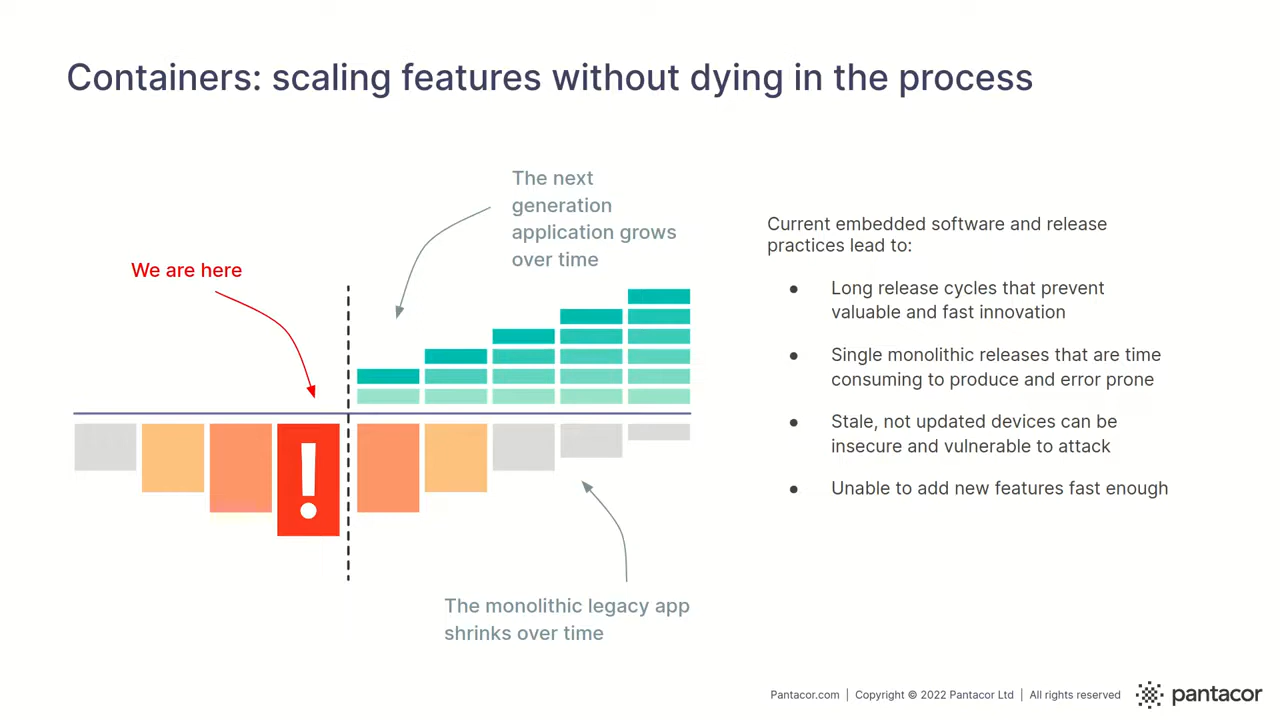 Containers: scaling features without dying in the process
The next
generation
application grows
over time
We are here
!
The monolithic legacy app
shrinks over time
Current embedded software and release
practices lead to:
● Long release cycles that prevent
valuable and fast innovation
● Single monolithic releases that are time
consuming to produce and error prone
● Stale, not updated devices can be
insecure and vulnerable to attack
● Unable to add new features fast enough
Pantacor.com | Copyright © 2022 Pantacor Ltd | All rights reserved
pantacor